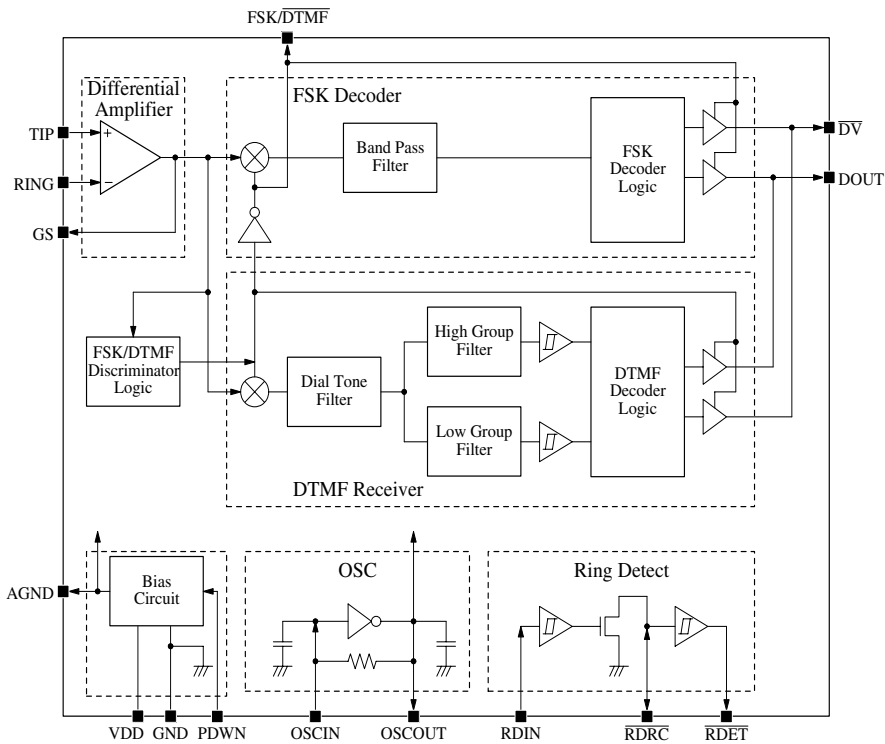 FSK/DTMF
Differential
Amplifier
FSK Decoder
TIP
+
RING
−
GS
Band Pass
Filter
FSK
Decoder
Logic
DV
DOUT
FSK/DTMF
Discriminator
Logic
High Group
Filter
Dial Tone
Filter
Low Group
Filter
DTMF
Decoder
Logic
DTMF Receiver
AGND
Bias
Circuit
OSC
Ring Detect
VDD
GND
PDWN
OSCIN
OSCOUT
RDIN
RDRC
RDET